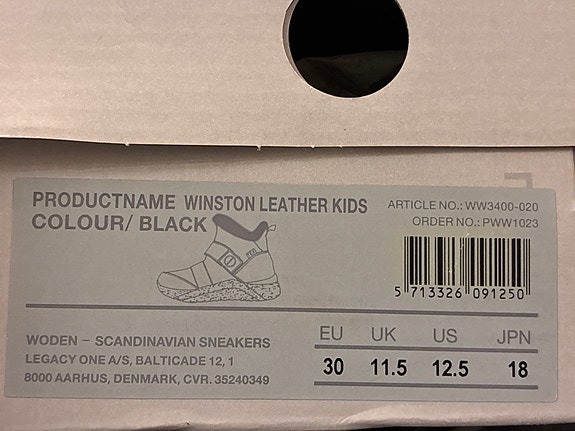 PRODUCTNAME WINSTON LEATHER KIDS
COLOUR/ BLACK
ARTICLE NO.: WW3400-020
ORDER NO.: PWW1023
5 713326 091250
WODEN – SCANDINAVIAN SNEAKERS
LEGACY ONE A/S, BALTICADE 12, 1
8000 AARHUS, DENMARK, CVR. 35240349
EU UK US JPN
30 11.5 12.5 18